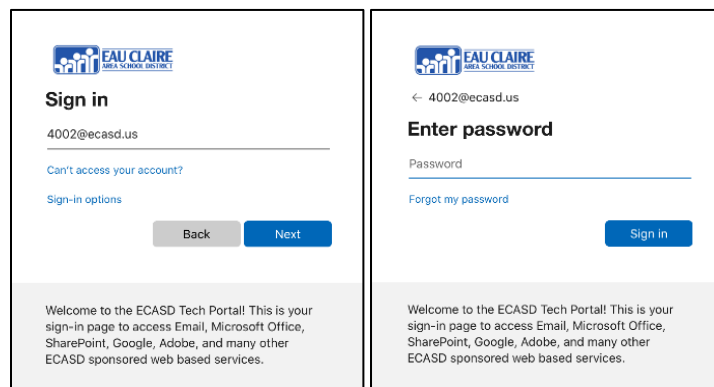 EAU CLAIRE
AREA SCHOOL DISTRICT
Sign in
4002@ecasd.us
Can't access your account?
Sign-in options
Back
Next
Welcome to the ECASD Tech Portal! This is your
sign-in page to access Email, Microsoft Office,
SharePoint, Google, Adobe, and many other
ECASD sponsored web based services.
EAU CLAIRE
AREA SCHOOL DISTRICT
← 4002@ecasd.us
Enter password
Password
Forgot my password
Sign in
Welcome to the ECASD Tech Portal! This is your
sign-in page to access Email, Microsoft Office,
SharePoint, Google, Adobe, and many other
ECASD sponsored web based services.